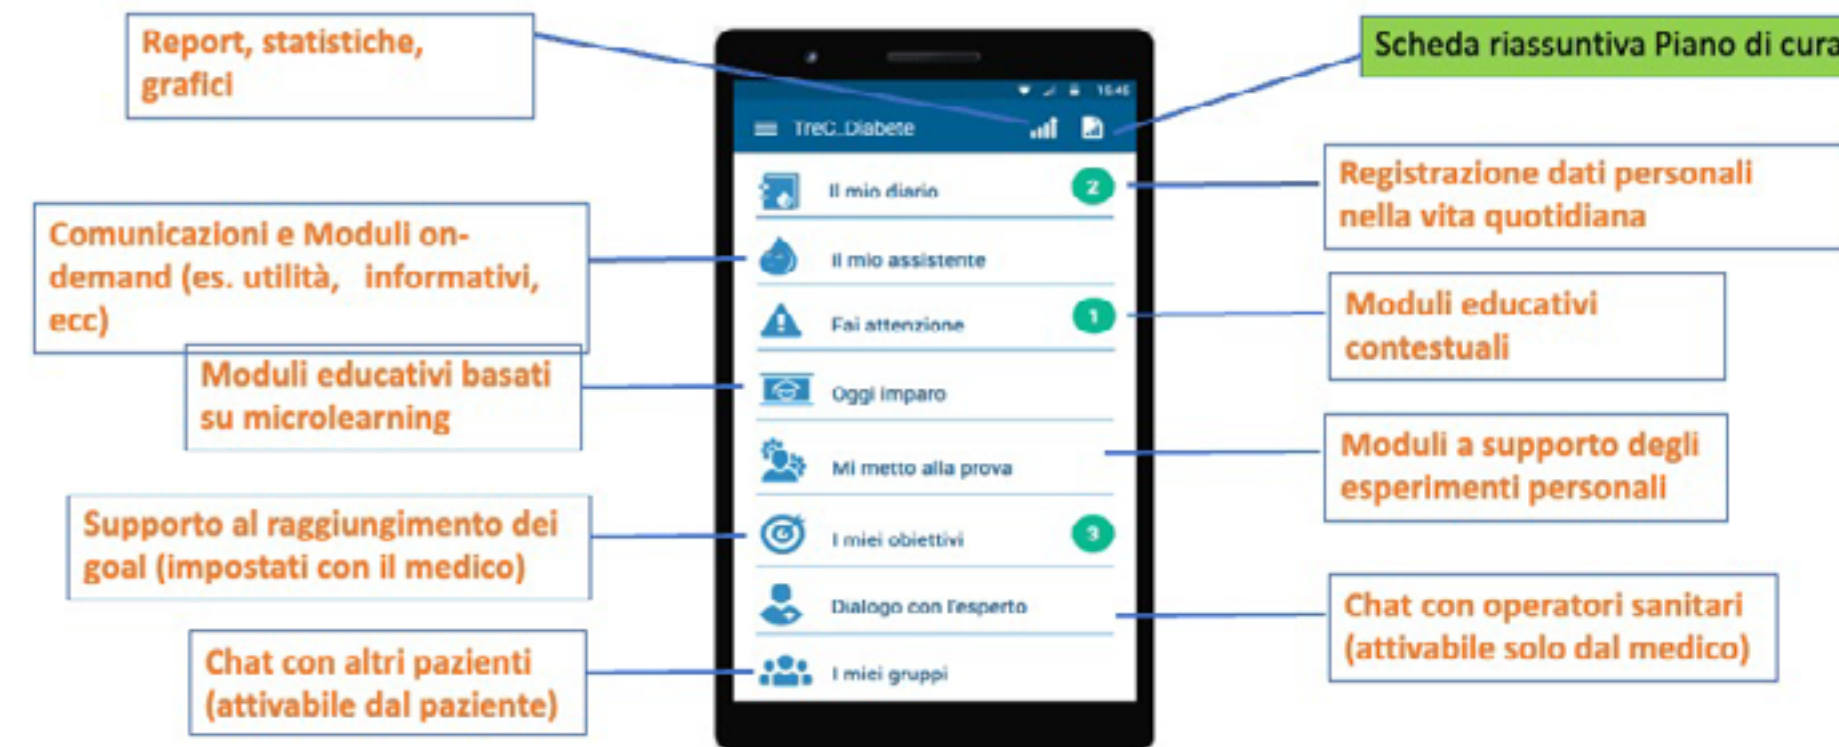 Report, statistiche,
grafici
Scheda riassuntiva Piano di cura
15:45
TreC_Diabete
Registrazione dati personali
nella vita quotidiana
Il mio diario
2
Comunicazioni e Moduli on-
demand (es. utilità, informativi,
ecc)
Il mio assistente
Fai attenzione
1
Moduli educativi
contestuali
Moduli educativi basati
su microlearning
Oggi imparo
Mi metto alla prova
Moduli a supporto degli
esperimenti personali
Supporto al raggiungimento dei
goal (impostati con il medico)
I miei obiettivi
3
Dialogo con l'esperto
Chat con operatori sanitari
(attivabile solo dal medico)
Chat con altri pazienti
(attivabile dal paziente)
I miei gruppi